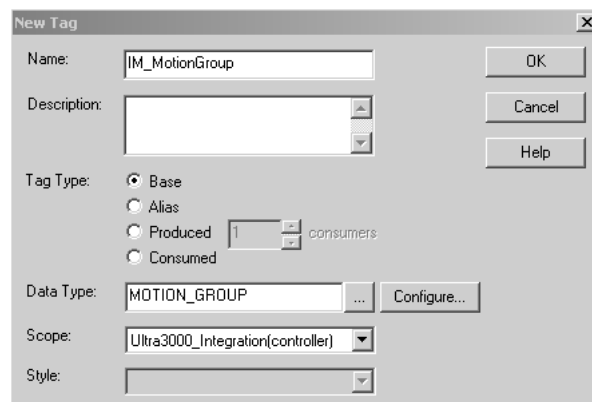 New Tag
Name: IM_MotionGroup OK
Description: Cancel
Help
Tag Type: Base
Alias
Produced 1 consumers
Consumed
Data Type: MOTION_GROUP ... Configure...
Scope: Ultra3000_Integration(controller)
Style: